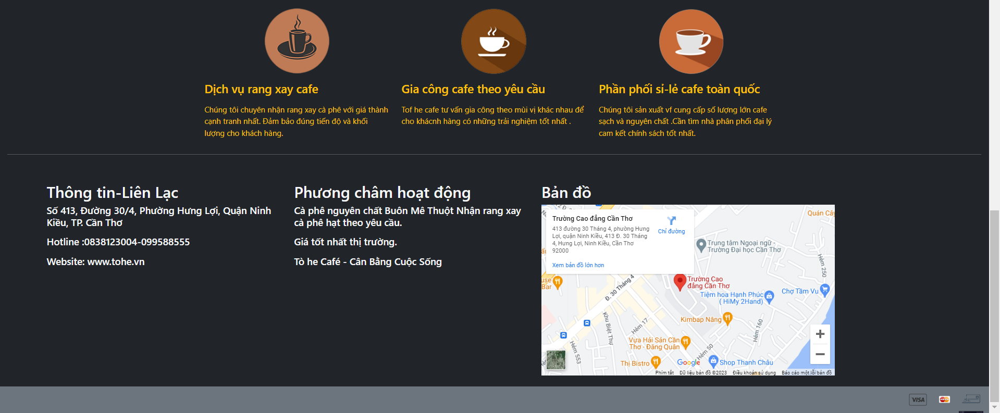 Dịch vụ rang xay cafe
Chúng tôi chuyên nhận rang xay cà phê với giá thành
cạnh tranh nhất. Đảm bảo đúng tiến độ và khối
lượng cho khách hàng.
Gia công cafe theo yêu cầu
Tof he cafe tư vấn gia công theo mùi vị khác nhau để
cho khácnh hàng có những trải nghiệm tốt nhất .
Phần phối sỉ-lẻ cafe toàn quốc
Chúng tôi sản xuất vf cung cấp số lượng lớn cafe
sạch và nguyên chất .Cần tìm nhà phân phối đại lý
cam kết chính sách tốt nhất.
Thông tin-Liên Lạc
Số 413, Đường 30/4, Phường Hưng Lợi, Quận Ninh
Kiều, TP. Cần Thơ
Hotline :0838123004-099588555
Website: www.tohe.vn
Phương châm hoạt động
Cà phê nguyên chất Buôn Mê Thuột Nhận rang xay
cà phê hạt theo yêu cầu.
Giá tốt nhất thị trường.
Tò he Café - Cân Bằng Cuộc Sống
Bản đồ
Trường Cao đẳng Cần Thơ
413 đường 30 Tháng 4, phường Hưng
Lợi, quận Ninh Kiều, 413 Đ. 30 Tháng
4, Hưng Lợi, Ninh Kiều, Cần Thơ
92000
Chỉ đường
Xem bản đồ lớn hơn
Quán Cây
Trung tâm Ngoại ngữ -
Trường Đại học Cần Thơ
Hẻm 250
use
Bar
Đ. 30 Tháng 4
Trường Cao
đẳng Cần Thơ
Chợ Tầm Vu
Tiệm hoa Hạnh Phúc
( HiMy 2Hand)
Kimbap Nắng
Khu Biệt Thự
Hẻm 17
Hẻm 160
Vựa Hải Sản Cần
Thơ - Đăng Quân
Hẻm 553
Hẻm 50
Thị Bistro
Google
Shop Thanh Châu
Phím tắt
Dữ liệu bản đồ ©2023
Điều khoản sử dụng
Báo cáo một lỗi bản đồ
VISA